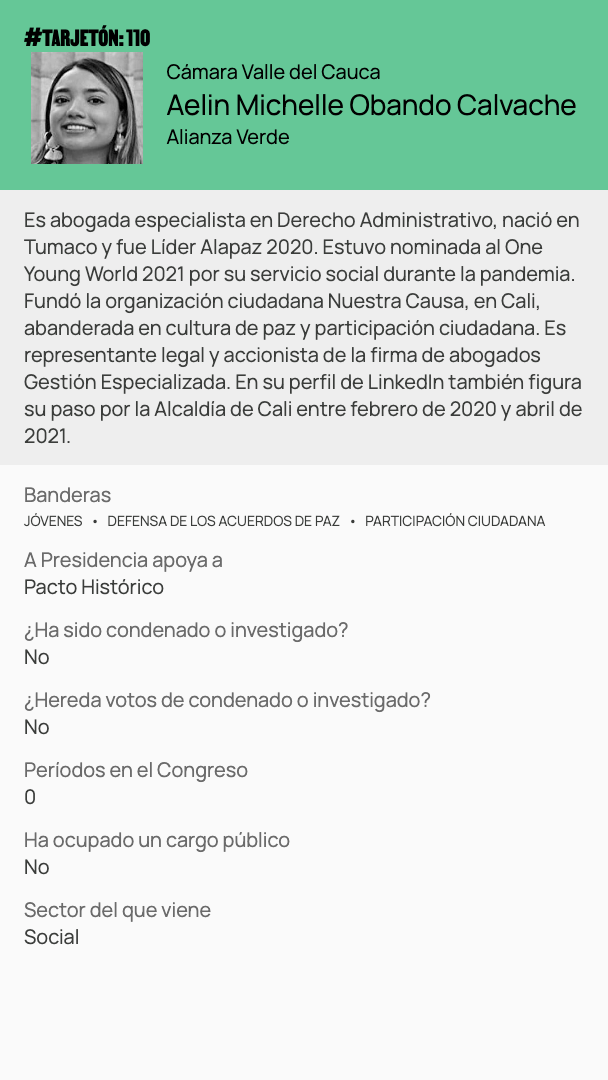 #TARJETÓN: 110
Cámara Valle del Cauca
Aelin Michelle Obando Calvache
Alianza Verde
Es abogada especialista en Derecho Administrativo, nació en
Tumaco y fue Líder Alapaz 2020. Estuvo nominada al One
Young World 2021 por su servicio social durante la pandemia.
Fundó la organización ciudadana Nuestra Causa, en Cali,
abanderada en cultura de paz y participación ciudadana. Es
representante legal y accionista de la firma de abogados
Gestión Especializada. En su perfil de LinkedIn también figura
su paso por la Alcaldía de Cali entre febrero de 2020 y abril de
2021.
Banderas
JÓVENES • DEFENSA DE LOS ACUERDOS DE PAZ • PARTICIPACIÓN CIUDADANA
A Presidencia apoya a
Pacto Histórico
¿Ha sido condenado o investigado?
No
¿Hereda votos de condenado o investigado?
No
Períodos en el Congreso
0
Ha ocupado un cargo público
No
Sector del que viene
Social